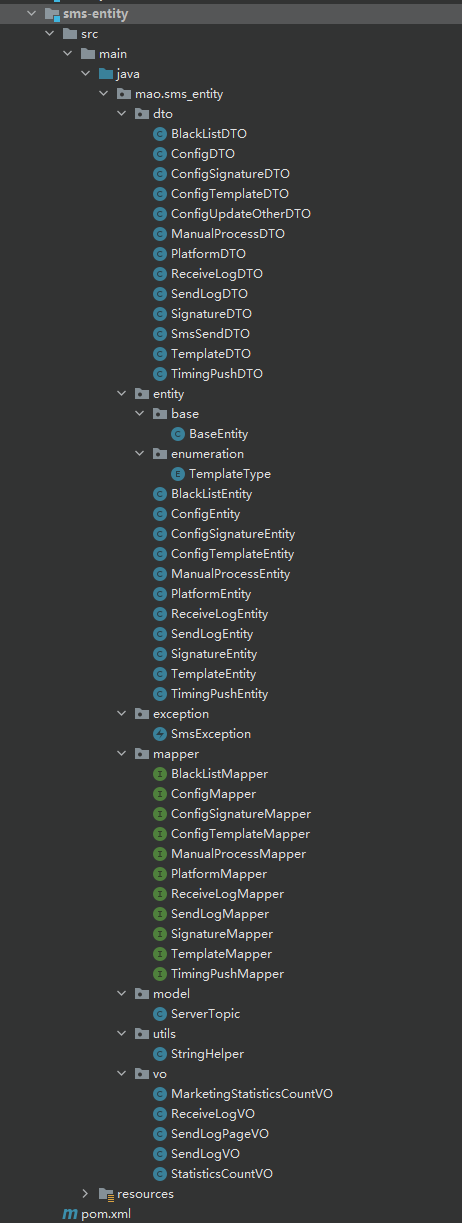 sms-entity
src
main
java
mao.sms_entity
dto
BlackListDTO
ConfigDTO
ConfigSignatureDTO
ConfigTemplateDTO
ConfigUpdateOtherDTO
ManualProcessDTO
PlatformDTO
ReceiveLogDTO
SendLogDTO
SignatureDTO
SmsSendDTO
TemplateDTO
TimingPushDTO
entity
base
BaseEntity
enumeration
TemplateType
BlackListEntity
ConfigEntity
ConfigSignatureEntity
ConfigTemplateEntity
ManualProcessEntity
PlatformEntity
ReceiveLogEntity
SendLogEntity
SignatureEntity
TemplateEntity
TimingPushEntity
exception
SmsException
mapper
BlackListMapper
ConfigMapper
ConfigSignatureMapper
ConfigTemplateMapper
ManualProcessMapper
PlatformMapper
ReceiveLogMapper
SendLogMapper
SignatureMapper
TemplateMapper
TimingPushMapper
model
ServerTopic
utils
StringHelper
vo
MarketingStatisticsCountVO
ReceiveLogVO
SendLogPageVO
SendLogVO
StatisticsCountVO
resources
pom.xml